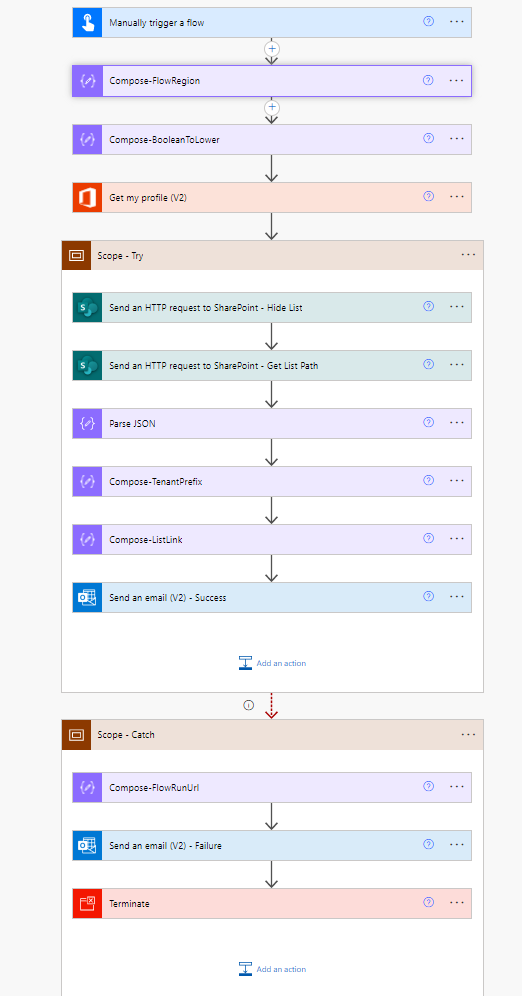 Manually trigger a flow
Compose-FlowRegion
Compose-BooleanToLower
Get my profile (V2)
Scope - Try
Send an HTTP request to SharePoint - Hide List
Send an HTTP request to SharePoint - Get List Path
Parse JSON
Compose-TenantPrefix
Compose-ListLink
Send an email (V2) - Success
Add an action
Scope - Catch
Compose-FlowRunUrl
Send an email (V2) - Failure
Terminate
Add an action